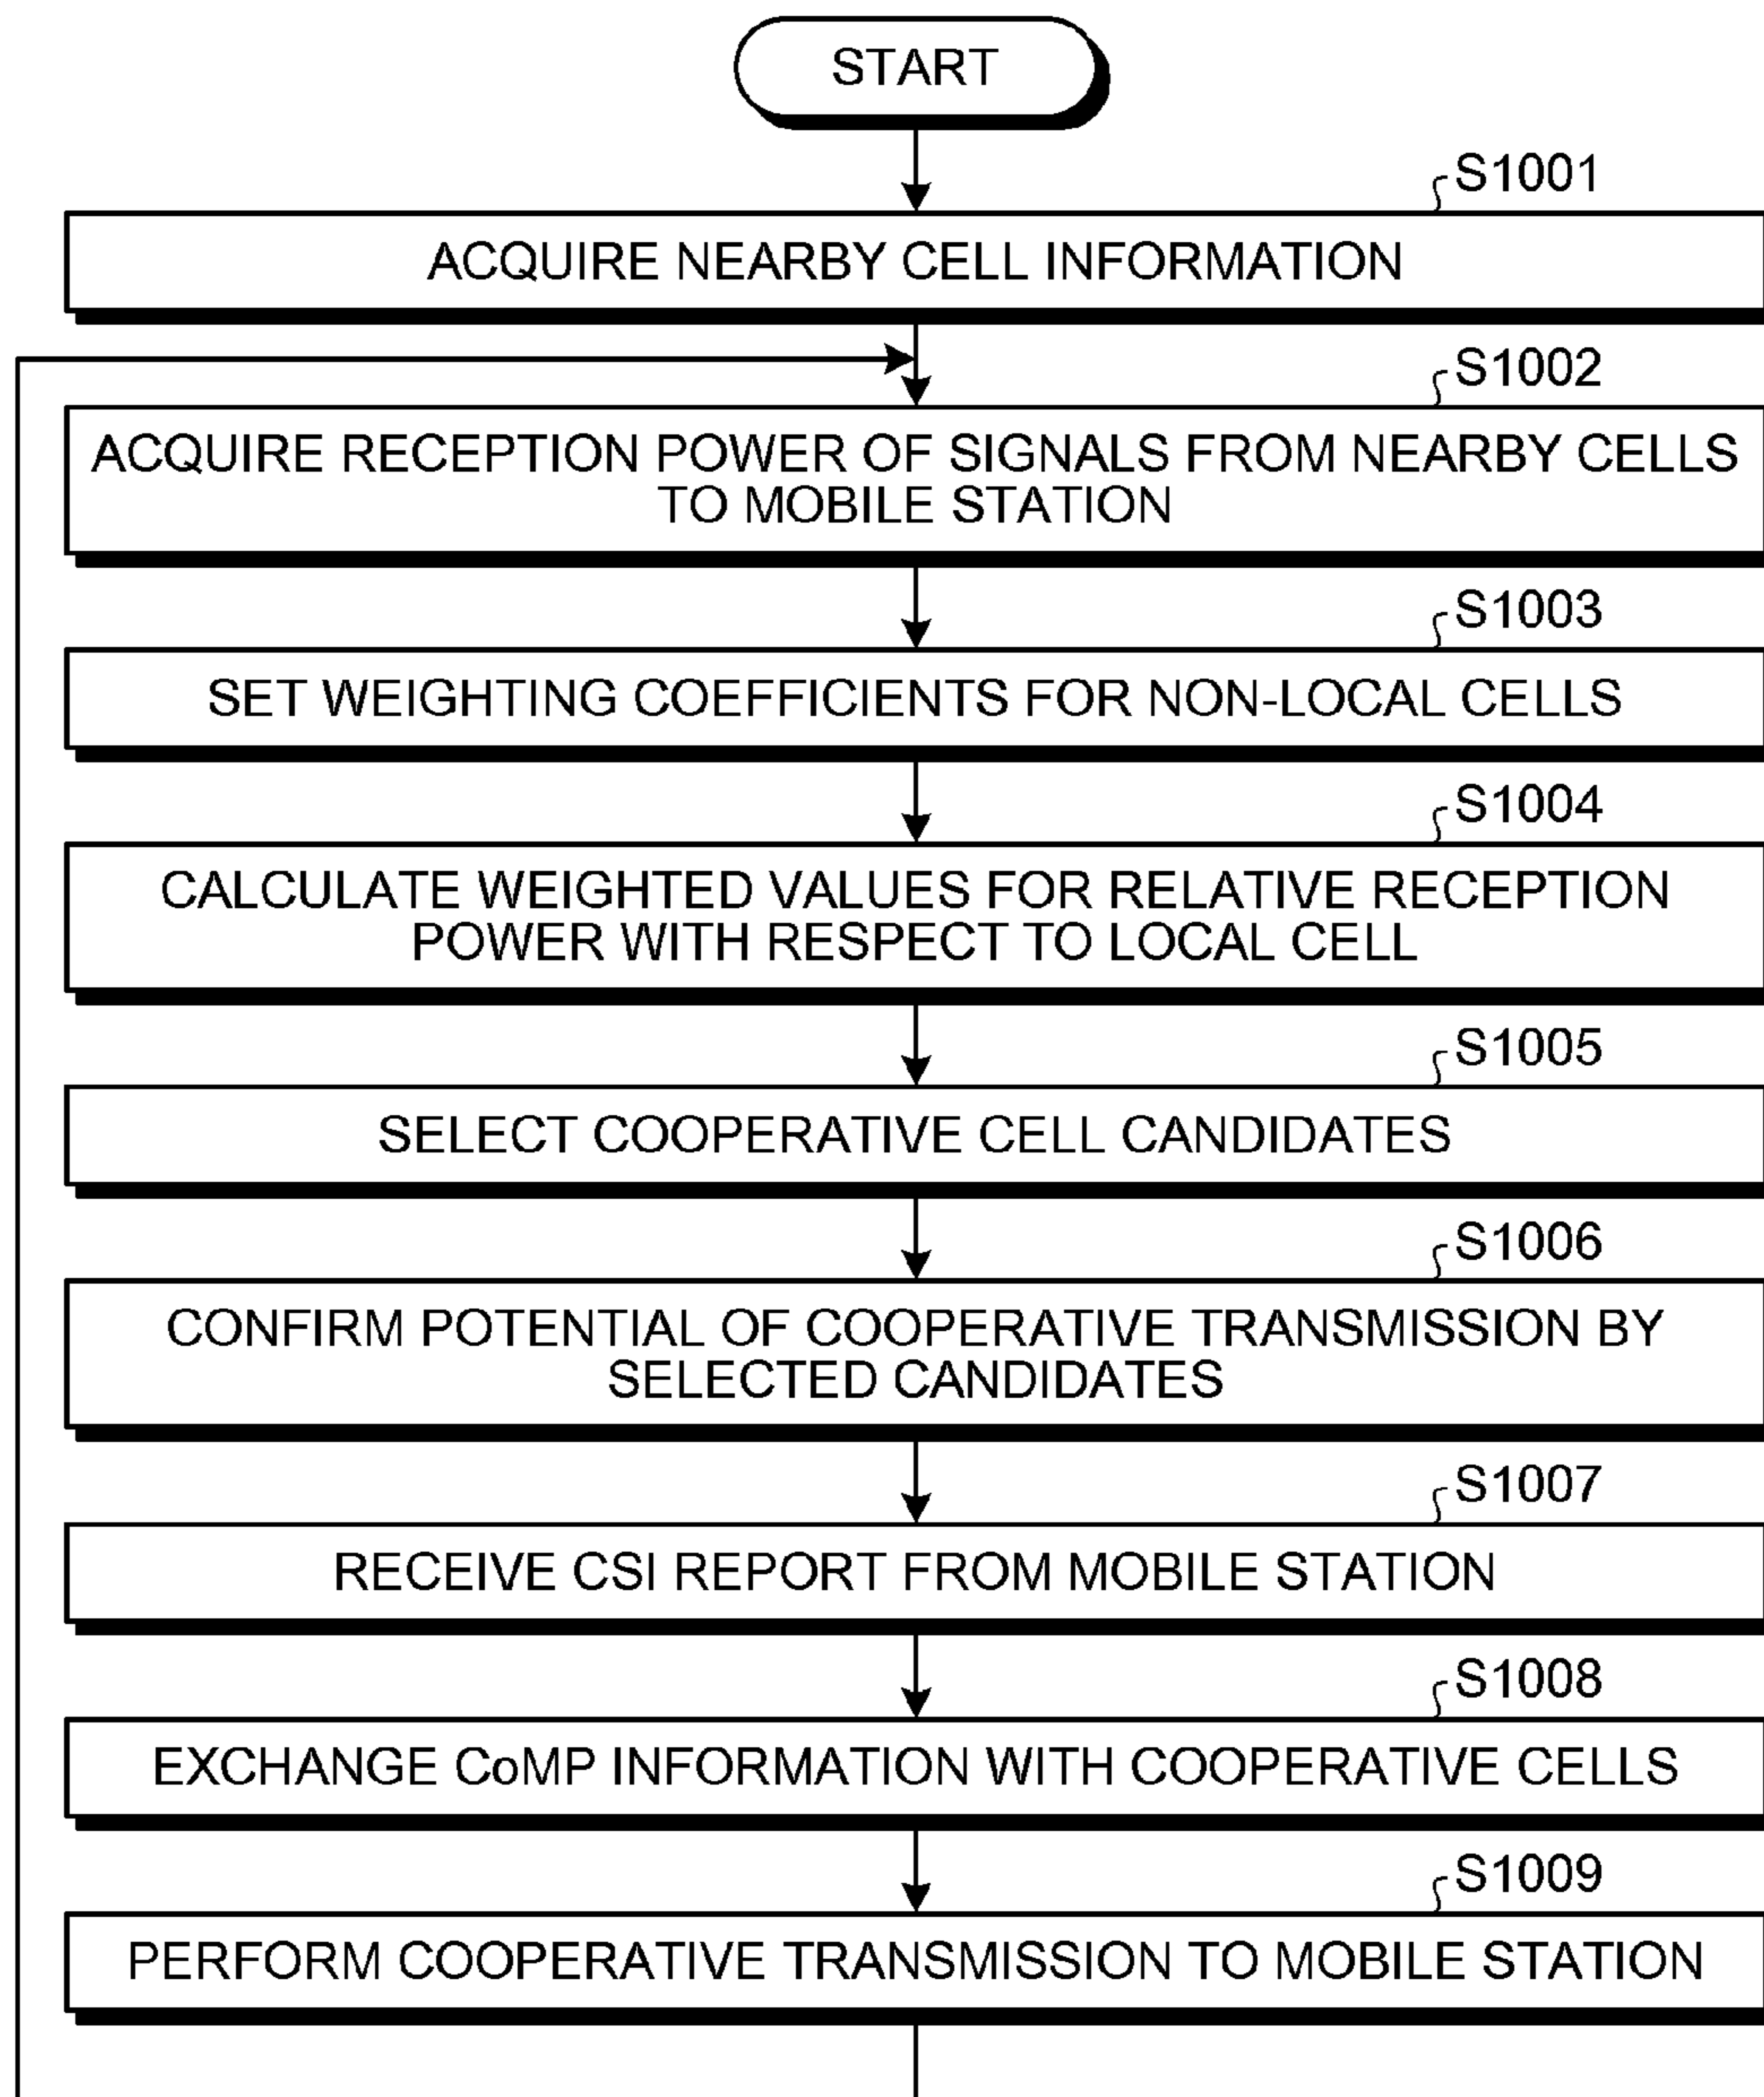 START
S1001
ACQUIRE NEARBY CELL INFORMATION
S1002
ACQUIRE RECEPTION POWER OF SIGNALS FROM NEARBY CELLS
TO MOBILE STATION
S1003
SET WEIGHTING COEFFICIENTS FOR NON-LOCAL CELLS
S1004
CALCULATE WEIGHTED VALUES FOR RELATIVE RECEPTION
POWER WITH RESPECT TO LOCAL CELL
S1005
SELECT COOPERATIVE CELL CANDIDATES
S1006
CONFIRM POTENTIAL OF COOPERATIVE TRANSMISSION BY
SELECTED CANDIDATES
S1007
RECEIVE CSI REPORT FROM MOBILE STATION
S1008
EXCHANGE CoMP INFORMATION WITH COOPERATIVE CELLS
S1009
PERFORM COOPERATIVE TRANSMISSION TO MOBILE STATION